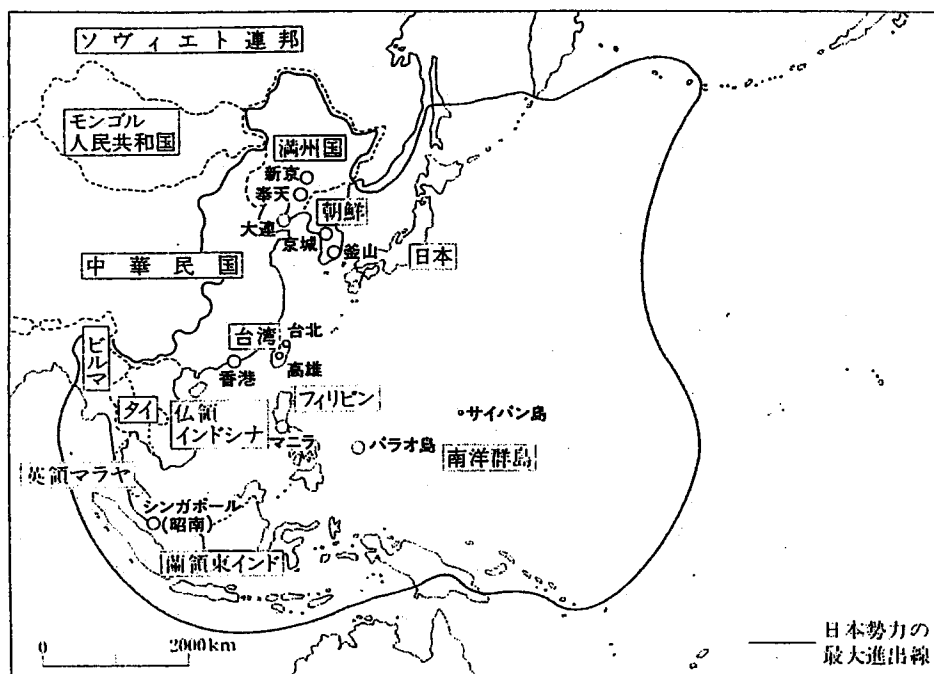 ソヴィエト連邦
モンゴル
人民共和国
満州国
新京
奉天
朝鮮
大連
京城
釜山
日本
中華民国
台湾
台北
ビルマ
香港
高雄
タイ
仏領
インドシナ
フィリピン
マニラ
サイパン島
パラオ島
南洋群島
英領マラヤ
シンガポール
(昭南)
蘭領東インド
0 2000km
日本勢力の
最大進出線